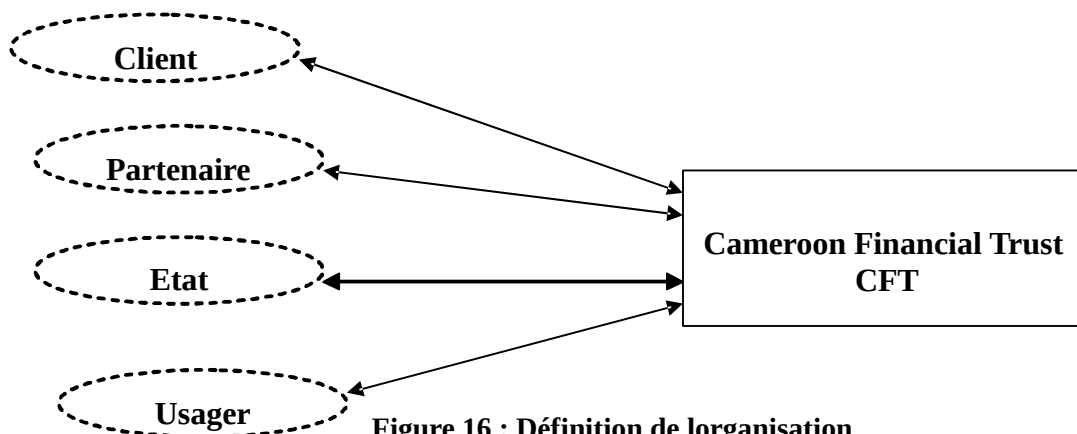 Client
Partenaire
Cameroon Financial Trust
CFT
Etat
Usager
Figure 16 : Définition de lorganisation